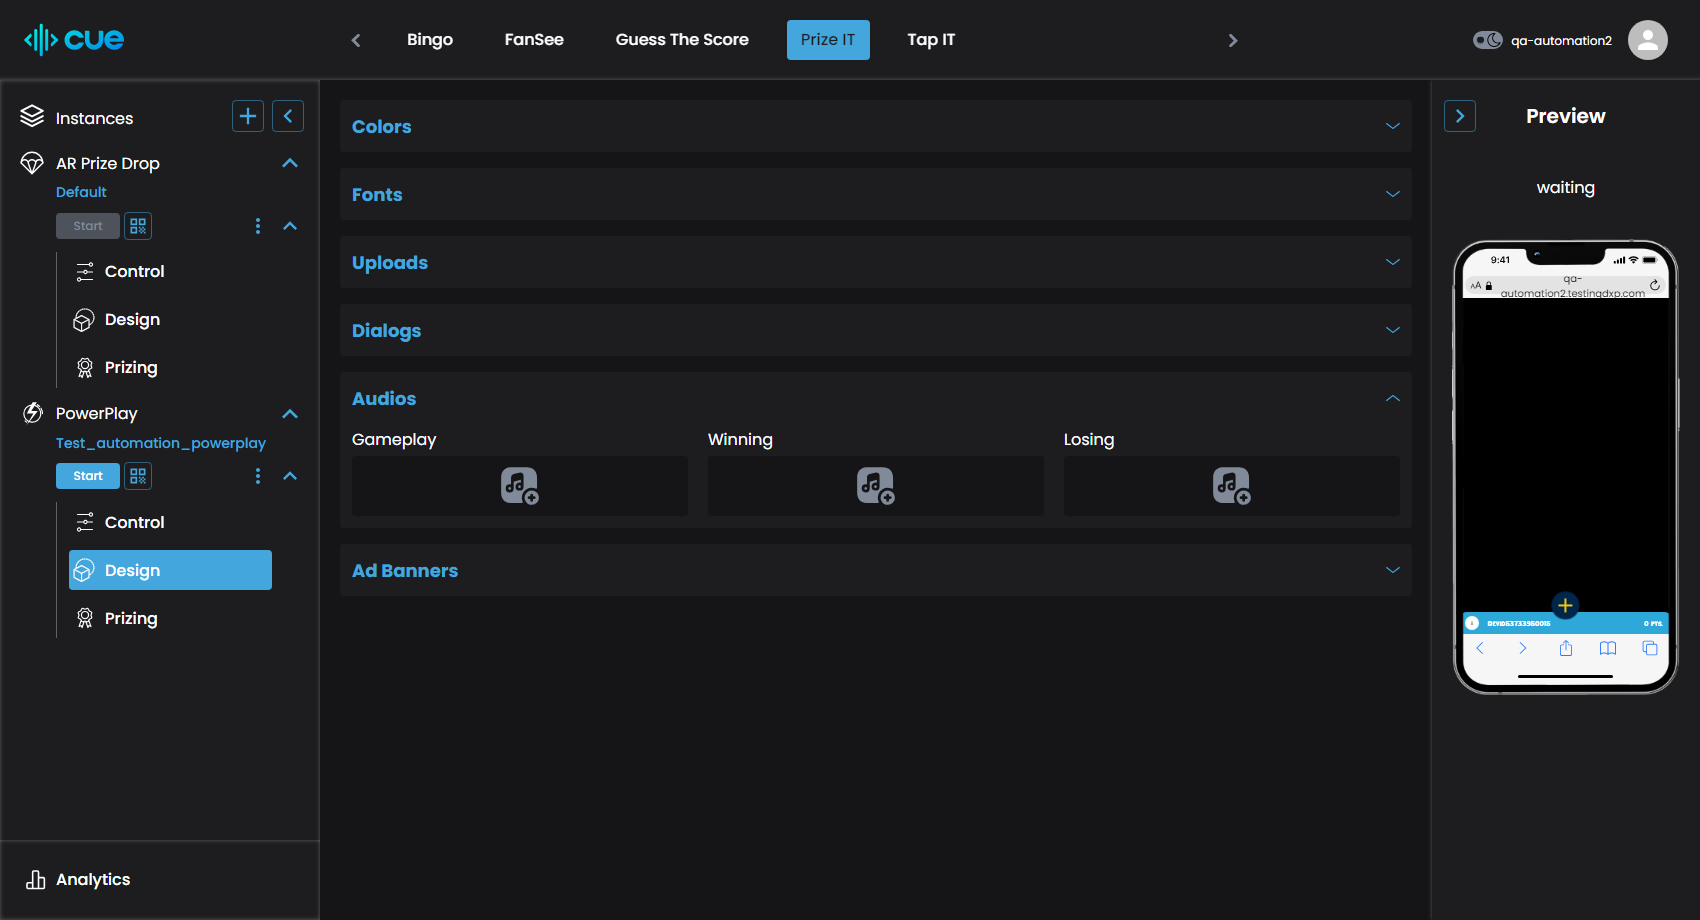 cue
Bingo
FanSee
Guess The Score
Prize IT
Tap IT
qa-automation2
Instances
AR Prize Drop
Default
Start
Control
Design
Prizing
PowerPlay
Test_automation_powerplay
Start
Control
Design
Prizing
Analytics
Colors
Fonts
Uploads
Dialogs
Audios
Gameplay
Winning
Losing
Ad Banners
Preview
waiting
9:41
AA
qa-
automation2.testingdxp.com
0 PTS.